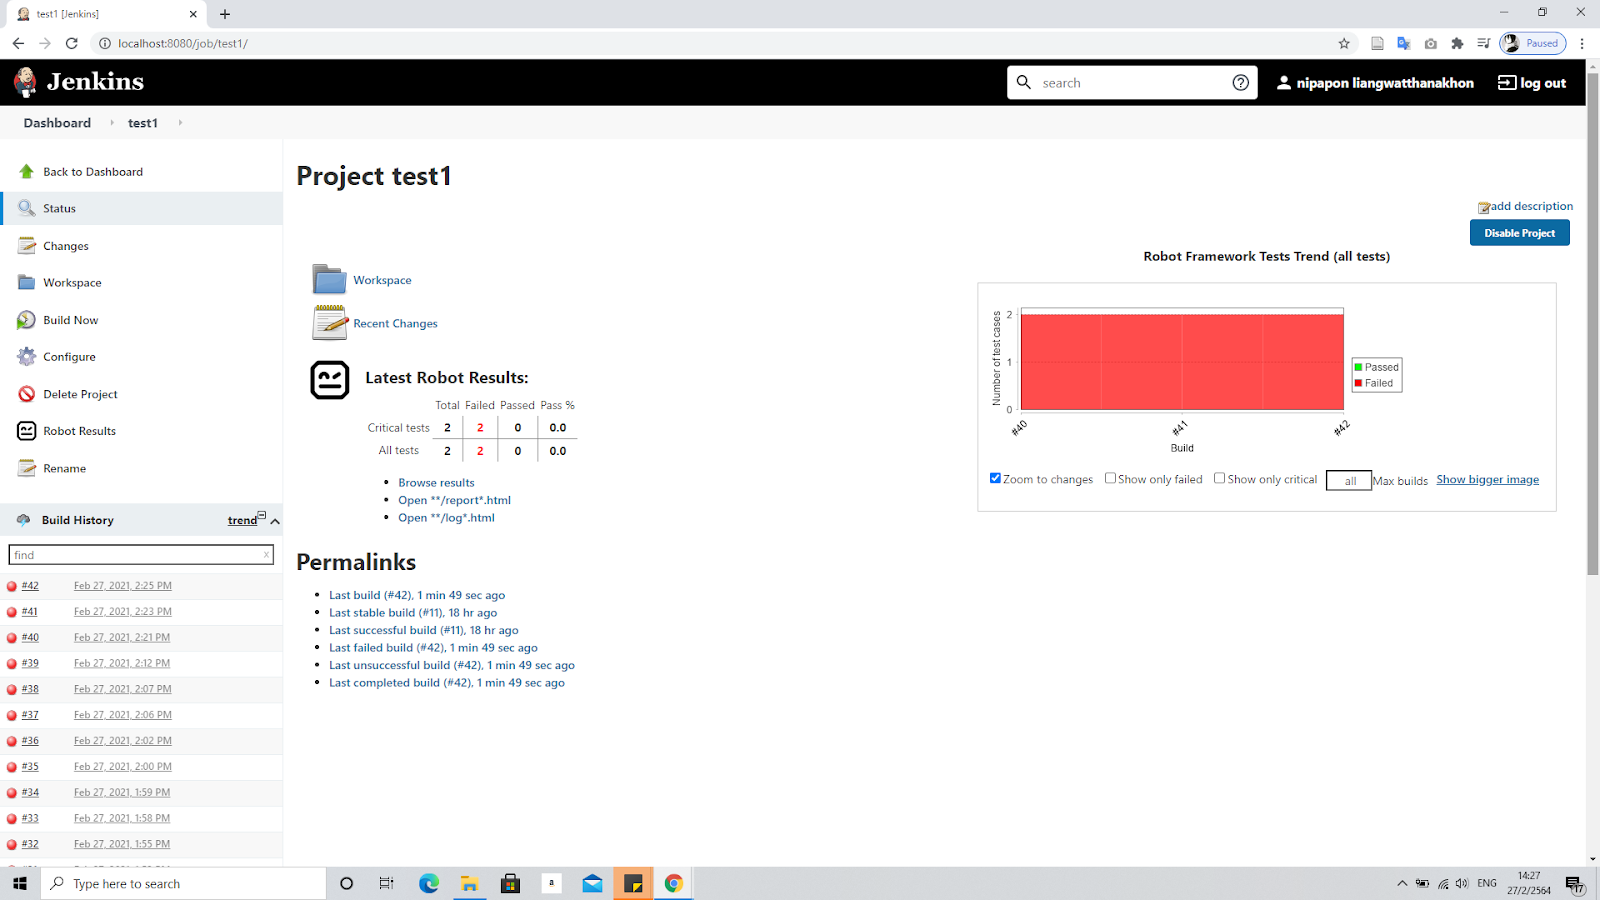 test1 [Jenkins]
localhost:8080/job/test1/
Paused
Jenkins
search
nipapon liangwatthanakhon
log out
Dashboard
test1
Back to Dashboard
Status
Changes
Workspace
Build Now
Configure
Delete Project
Robot Results
Rename
Build History
trend
find
x
#42 Feb 27, 2021, 2:25 PM
#41 Feb 27, 2021, 2:23 PM
#40 Feb 27, 2021, 2:21 PM
#39 Feb 27, 2021, 2:12 PM
#38 Feb 27, 2021, 2:07 PM
#37 Feb 27, 2021, 2:06 PM
#36 Feb 27, 2021, 2:02 PM
#35 Feb 27, 2021, 2:00 PM
#34 Feb 27, 2021, 1:59 PM
#33 Feb 27, 2021, 1:58 PM
#32 Feb 27, 2021, 1:55 PM
Project test1
add description
Disable Project
Workspace
Recent Changes
Latest Robot Results:
Total Failed Passed Pass %
Critical tests 2 2 0 0.0
All tests 2 2 0 0.0
Browse results
Open **/report*.html
Open **/log*.html
Permalinks
Last build (#42), 1 min 49 sec ago
Last stable build (#11), 18 hr ago
Last successful build (#11), 18 hr ago
Last failed build (#42), 1 min 49 sec ago
Last unsuccessful build (#42), 1 min 49 sec ago
Last completed build (#42), 1 min 49 sec ago
Robot Framework Tests Trend (all tests)
Number of test cases
2
1
0
#40
#41
#42
Build
Passed
Failed
Zoom to changes
Show only failed
Show only critical
all
Max builds
Show bigger image
Type here to search
a
ENG
14:27
27/2/2564
17